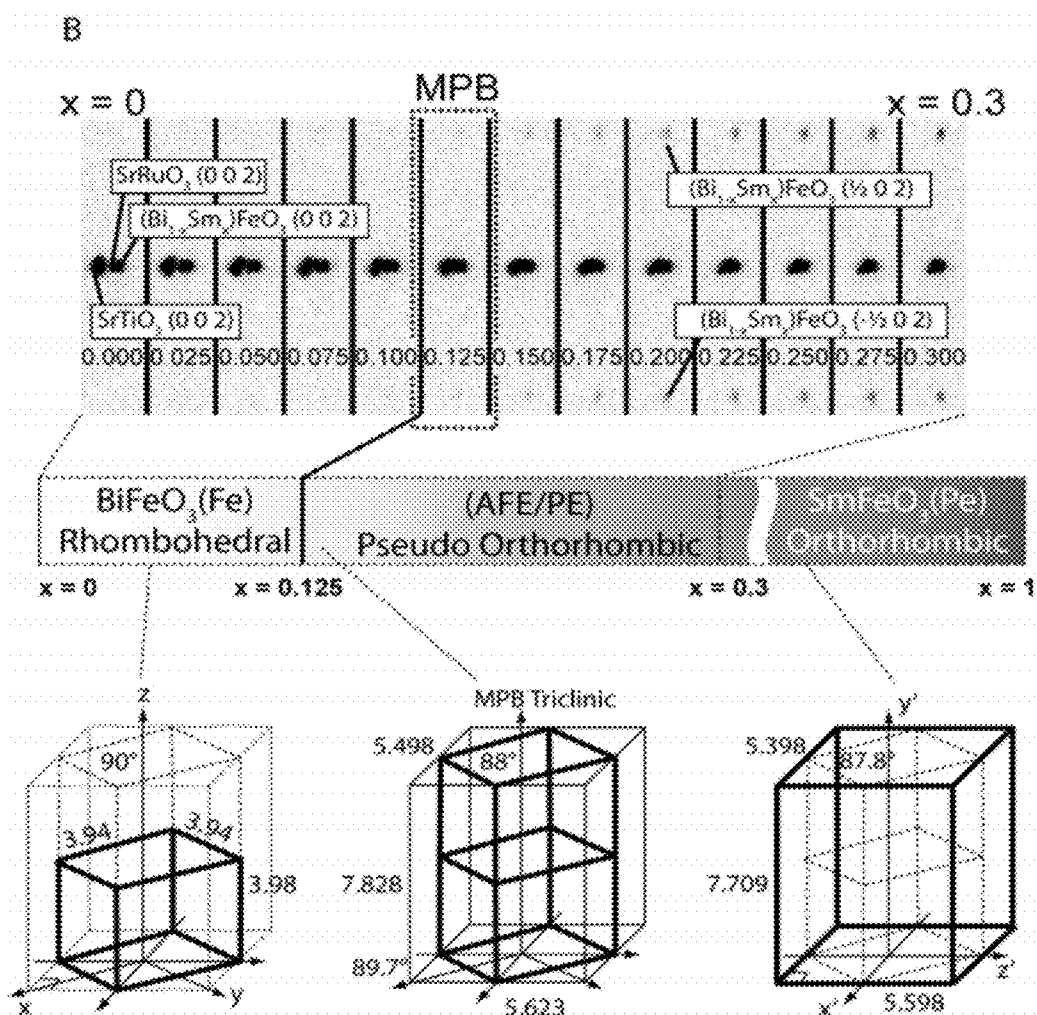 B
MPB
x = 0
x = 0.3
SrRuO₃ (0 0 2)
(Bi₁₋ₓSmₓ)FeO₃ (½ 0 2)
(Bi₁₋ₓSmₓ)FeO₃ (0 0 2)
SrTiO₃ (0 0 2)
(Bi₁₋ₓSmₓ)FeO₃ (-½ 0 2)
0.000 0.025 0.050 0.075 0.100 0.125 0.150 0.175 0.200 0.225 0.250 0.275 0.300
BiFeO₃(Fe)
Rhombohedral
(AFE/PE)
Pseudo Orthorhombic
SmFeO₃(Pe)
Orthorhombic
x = 0
x = 0.125
x = 0.3
x = 1
z
90°
3.94
3.94
3.98
x
y
MPB Triclinic
5.498
88°
7.828
89.7°
5.623
y'
5.398
87.8°
7.709
z'
x'
5.598